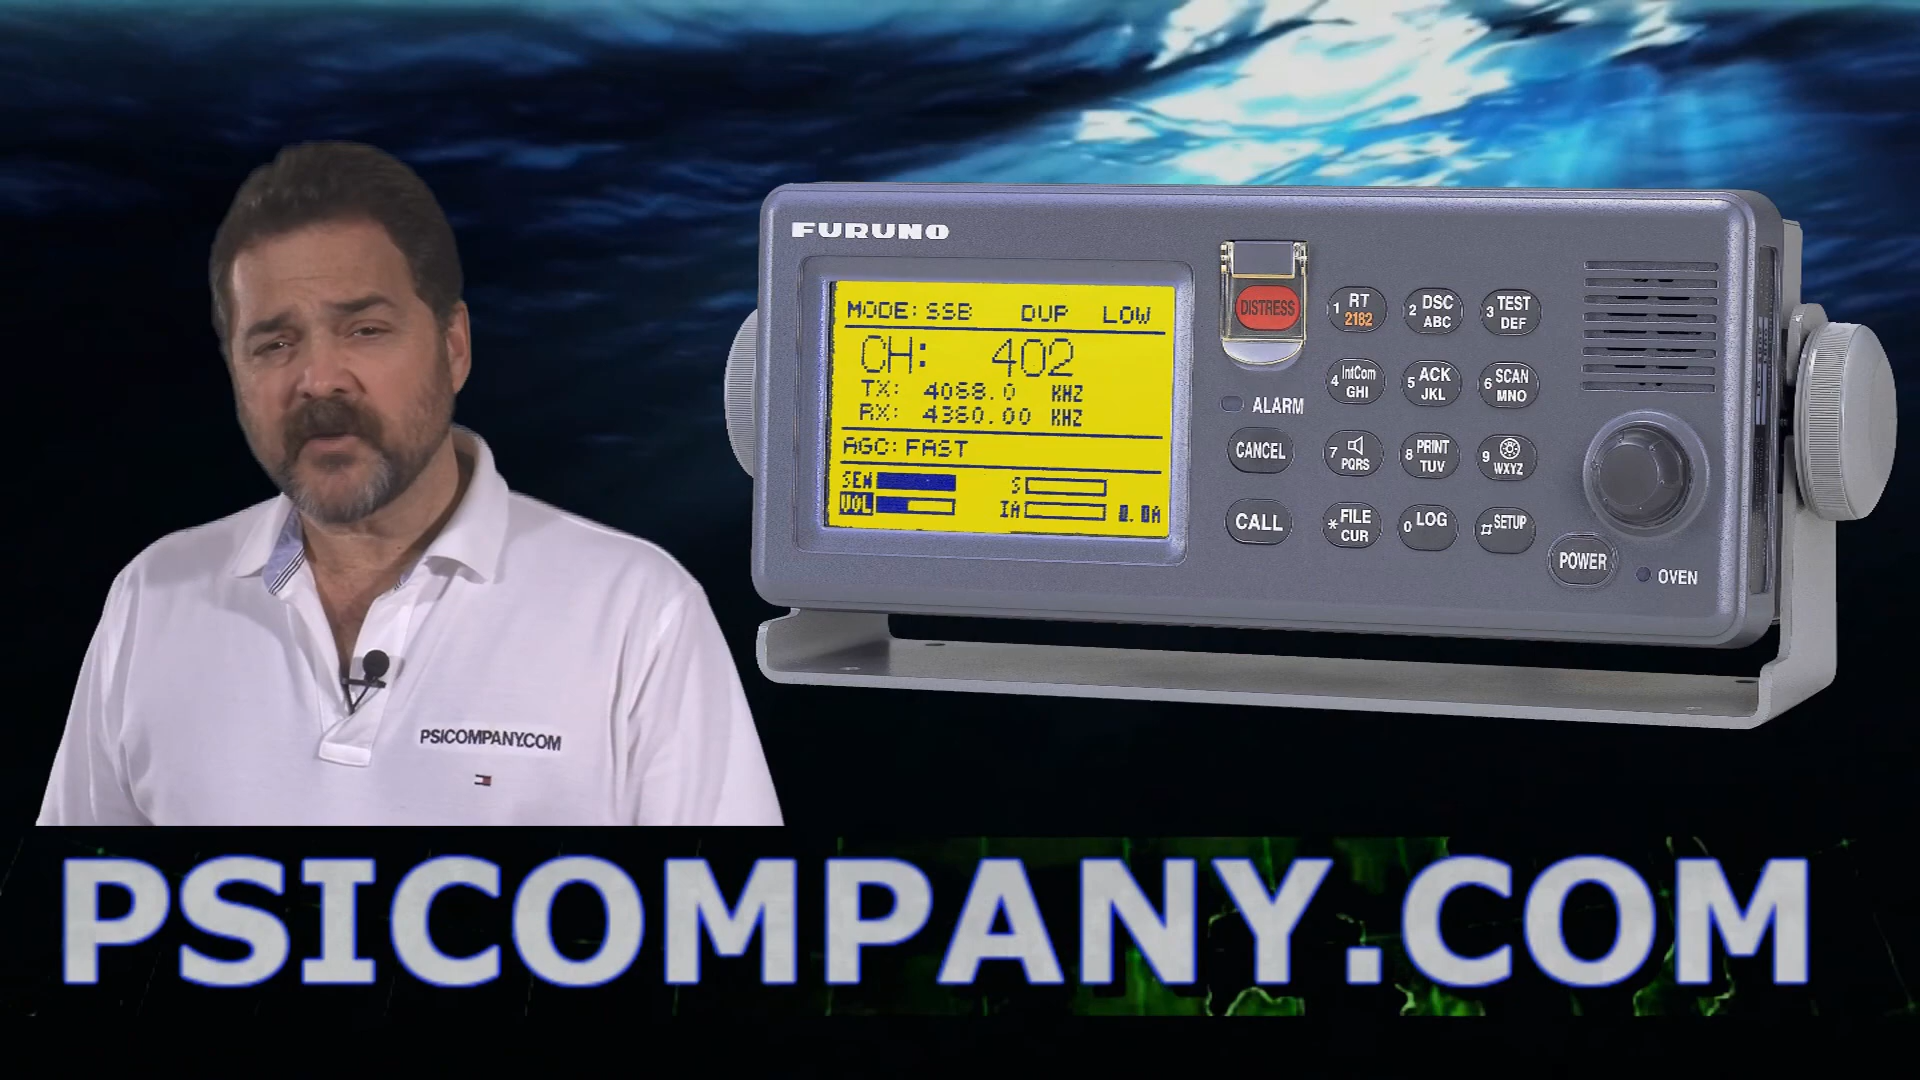 FURUNO
MODE: SSB DUP LOW
CH: 402
TX: 4068.0 KHZ
RX: 4360.00 KHZ
AGC: FAST
SEN
VOL
S
IA 0.0A
DISTRESS
ALARM
CANCEL
CALL
1 RT 2182
2 DSC ABC
3 TEST DEF
4 IntCom GHI
5 ACK JKL
6 SCAN MNO
7 PQRS
8 PRINT TUV
9 WXYZ
* FILE CUR
0 LOG
# SETUP
POWER
OVEN
PSICOMPANY.COM
PSICOMPANY.COM